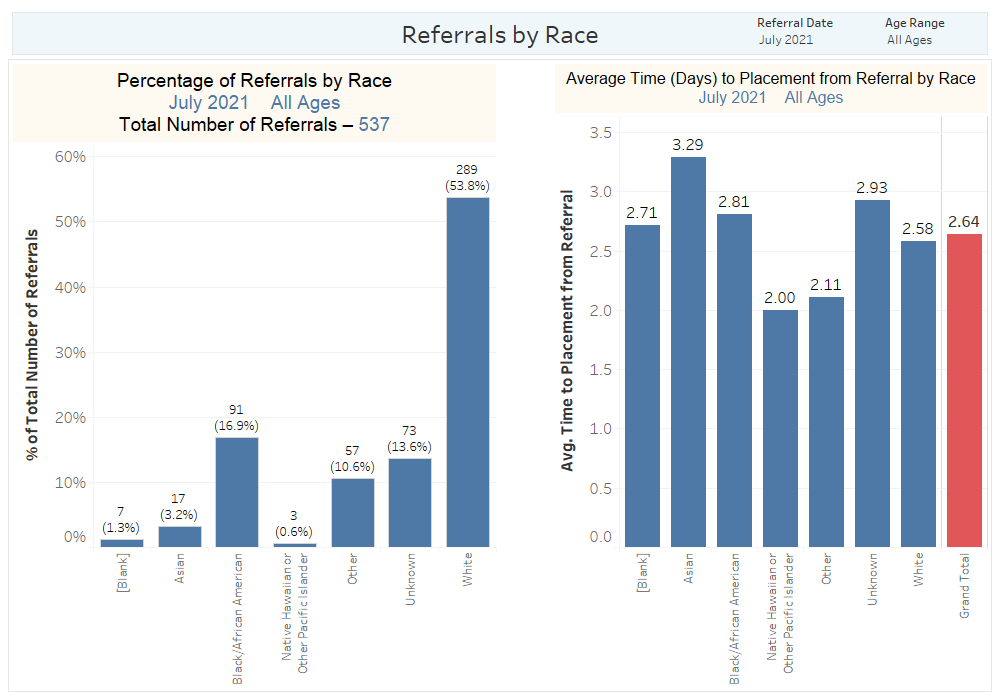 Referrals by Race
Referral Date
July 2021
Age Range
All Ages
Percentage of Referrals by Race
July 2021 All Ages
Total Number of Referrals – 537
% of Total Number of Referrals
60%
50%
40%
30%
20%
10%
0%
7
(1.3%)
17
(3.2%)
91
(16.9%)
3
(0.6%)
57
(10.6%)
73
(13.6%)
289
(53.8%)
[Blank]
Asian
Black/African American
Native Hawaiian or
Other Pacific Islander
Other
Unknown
White
Average Time (Days) to Placement from Referral by Race
July 2021 All Ages
Avg. Time to Placement from Referral
3.5
3.0
2.5
2.0
1.5
1.0
0.5
0.0
2.71
3.29
2.81
2.00
2.11
2.93
2.58
2.64
[Blank]
Asian
Black/African American
Native Hawaiian or
Other Pacific Islander
Other
Unknown
White
Grand Total